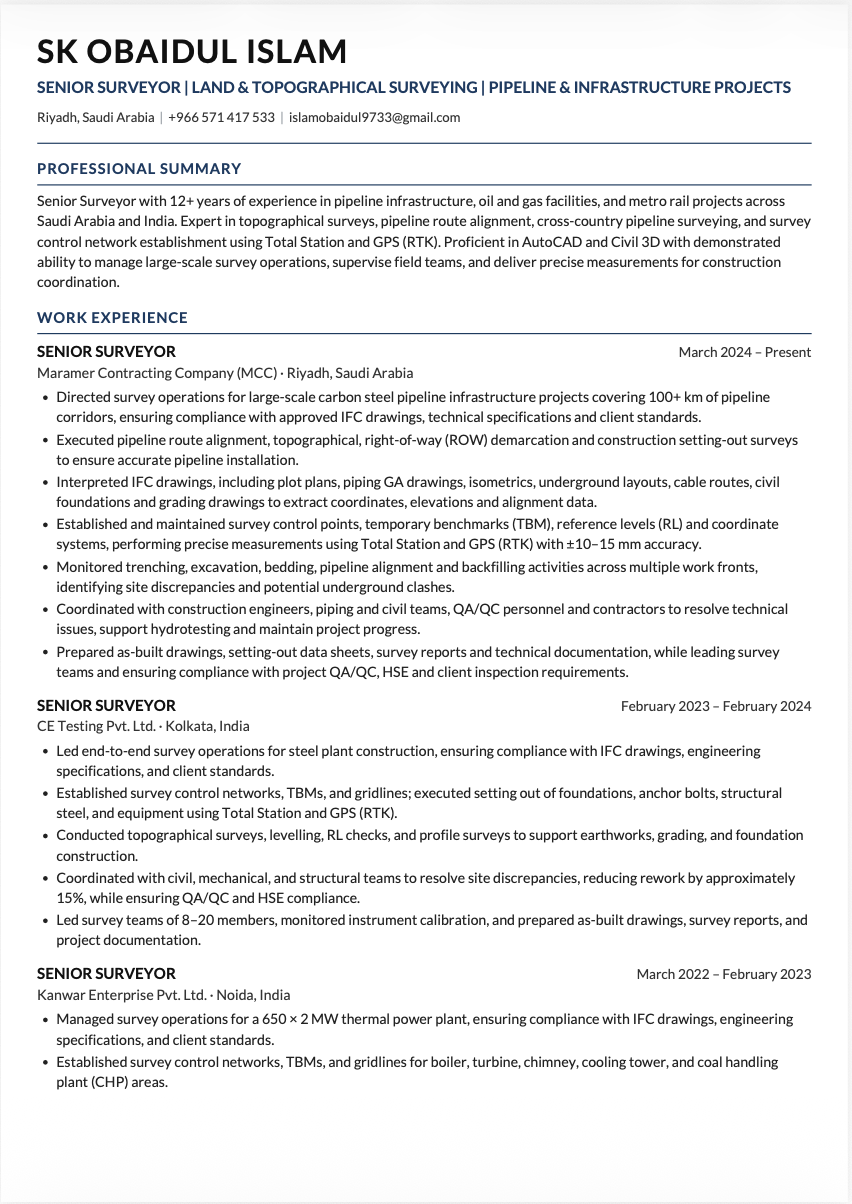 SK OBAIDUL ISLAM
SENIOR SURVEYOR | LAND & TOPOGRAPHICAL SURVEYING | PIPELINE & INFRASTRUCTURE PROJECTS
Riyadh, Saudi Arabia | +966 571 417 533 | islamobaidul9733@gmail.com
PROFESSIONAL SUMMARY
Senior Surveyor with 12+ years of experience in pipeline infrastructure, oil and gas facilities, and metro rail projects across
Saudi Arabia and India. Expert in topographical surveys, pipeline route alignment, cross-country pipeline surveying, and survey
control network establishment using Total Station and GPS (RTK). Proficient in AutoCAD and Civil 3D with demonstrated
ability to manage large-scale survey operations, supervise field teams, and deliver precise measurements for construction
coordination.
WORK EXPERIENCE
SENIOR SURVEYOR March 2024 – Present
Maramer Contracting Company (MCC) · Riyadh, Saudi Arabia
• Directed survey operations for large-scale carbon steel pipeline infrastructure projects covering 100+ km of pipeline
corridors, ensuring compliance with approved IFC drawings, technical specifications and client standards.
• Executed pipeline route alignment, topographical, right-of-way (ROW) demarcation and construction setting-out surveys
to ensure accurate pipeline installation.
• Interpreted IFC drawings, including plot plans, piping GA drawings, isometrics, underground layouts, cable routes, civil
foundations and grading drawings to extract coordinates, elevations and alignment data.
• Established and maintained survey control points, temporary benchmarks (TBM), reference levels (RL) and coordinate
systems, performing precise measurements using Total Station and GPS (RTK) with ±10–15 mm accuracy.
• Monitored trenching, excavation, bedding, pipeline alignment and backfilling activities across multiple work fronts,
identifying site discrepancies and potential underground clashes.
• Coordinated with construction engineers, piping and civil teams, QA/QC personnel and contractors to resolve technical
issues, support hydrotesting and maintain project progress.
• Prepared as-built drawings, setting-out data sheets, survey reports and technical documentation, while leading survey
teams and ensuring compliance with project QA/QC, HSE and client inspection requirements.
SENIOR SURVEYOR February 2023 – February 2024
CE Testing Pvt. Ltd. · Kolkata, India
• Led end-to-end survey operations for steel plant construction, ensuring compliance with IFC drawings, engineering
specifications, and client standards.
• Established survey control networks, TBMs, and gridlines; executed setting out of foundations, anchor bolts, structural
steel, and equipment using Total Station and GPS (RTK).
• Conducted topographical surveys, levelling, RL checks, and profile surveys to support earthworks, grading, and foundation
construction.
• Coordinated with civil, mechanical, and structural teams to resolve site discrepancies, reducing rework by approximately
15%, while ensuring QA/QC and HSE compliance.
• Led survey teams of 8–20 members, monitored instrument calibration, and prepared as-built drawings, survey reports, and
project documentation.
SENIOR SURVEYOR March 2022 – February 2023
Kanwar Enterprise Pvt. Ltd. · Noida, India
• Managed survey operations for a 650 × 2 MW thermal power plant, ensuring compliance with IFC drawings, engineering
specifications, and client standards.
• Established survey control networks, TBMs, and gridlines for boiler, turbine, chimney, cooling tower, and coal handling
plant (CHP) areas.